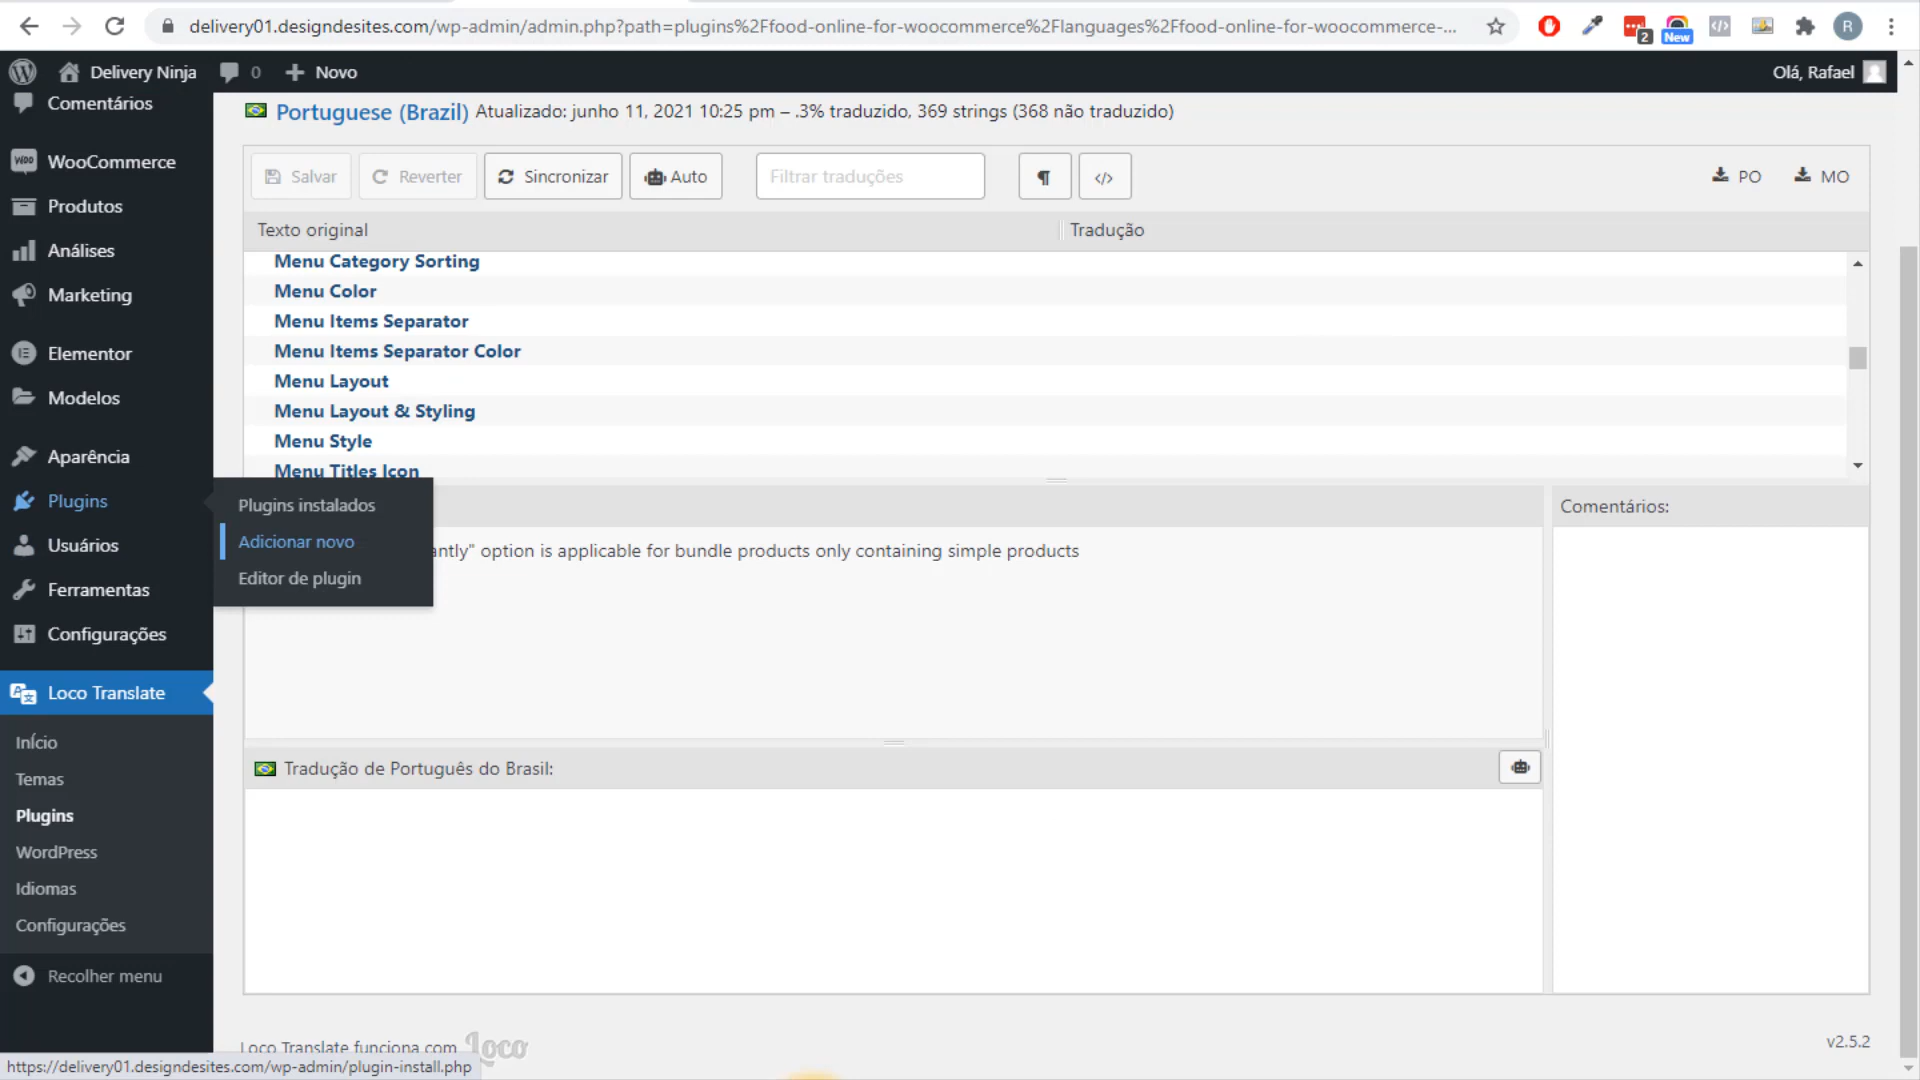 delivery01.designdesites.com/wp-admin/admin.php?path=plugins%2Ffood-online-for-woocommerce%2Flanguages%2Ffood-online-for-woocommerce-...
2
New
R
Delivery Ninja
0
Novo
Olá, Rafael
Comentários
WooCommerce
Produtos
Análises
Marketing
Elementor
Modelos
Aparência
Plugins
Usuários
Ferramentas
Configurações
Loco Translate
Início
Temas
Plugins
WordPress
Idiomas
Configurações
Recolher menu
Plugins instalados
Adicionar novo
Editor de plugin
Portuguese (Brazil) Atualizado: junho 11, 2021 10:25 pm – .3% traduzido, 369 strings (368 não traduzido)
Salvar
Reverter
Sincronizar
Auto
Filtrar traduções
¶
</>
PO
MO
Texto original
Tradução
Menu Category Sorting
Menu Color
Menu Items Separator
Menu Items Separator Color
Menu Layout
Menu Layout & Styling
Menu Style
Menu Titles Icon
antly" option is applicable for bundle products only containing simple products
Comentários:
Tradução de Português do Brasil:
Loco Translate funciona com loco
v2.5.2
https://delivery01.designdesites.com/wp-admin/plugin-install.php